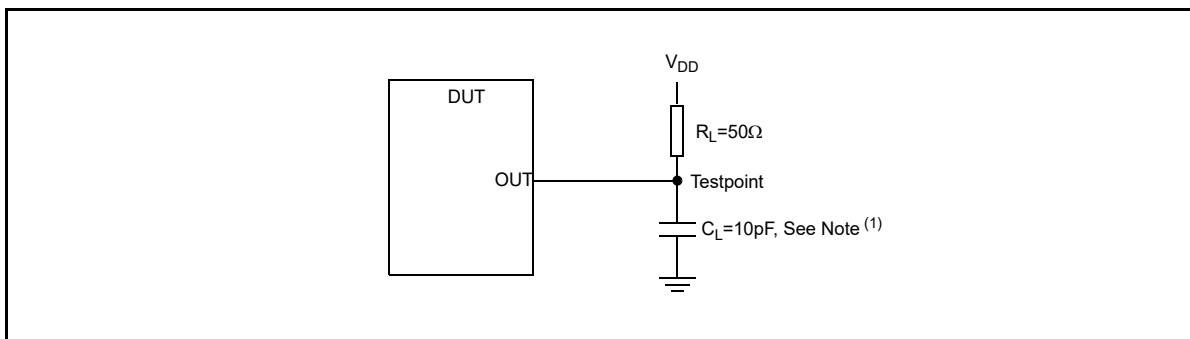 V_DD
DUT
R_L=50Ω
OUT
Testpoint
C_L=10pF, See Note (1)